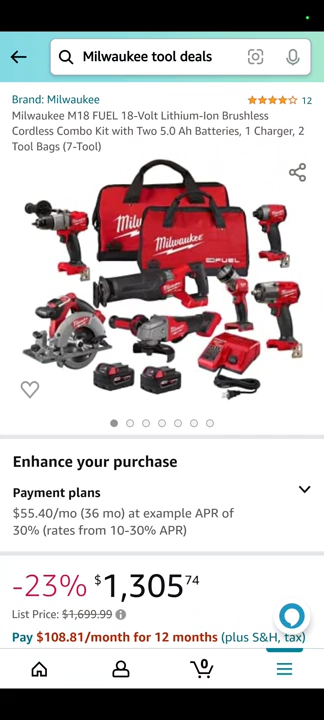 Milwaukee tool deals
Brand: Milwaukee
12
Milwaukee M18 FUEL 18-Volt Lithium-Ion Brushless
Cordless Combo Kit with Two 5.0 Ah Batteries, 1 Charger, 2
Tool Bags (7-Tool)
Milwaukee
FUEL
Enhance your purchase
Payment plans
$55.40/mo (36 mo) at example APR of
30% (rates from 10-30% APR)
-23% $1,305 74
List Price: $1,699.99
Pay $108.81/month for 12 months (plus S&H, tax)
0